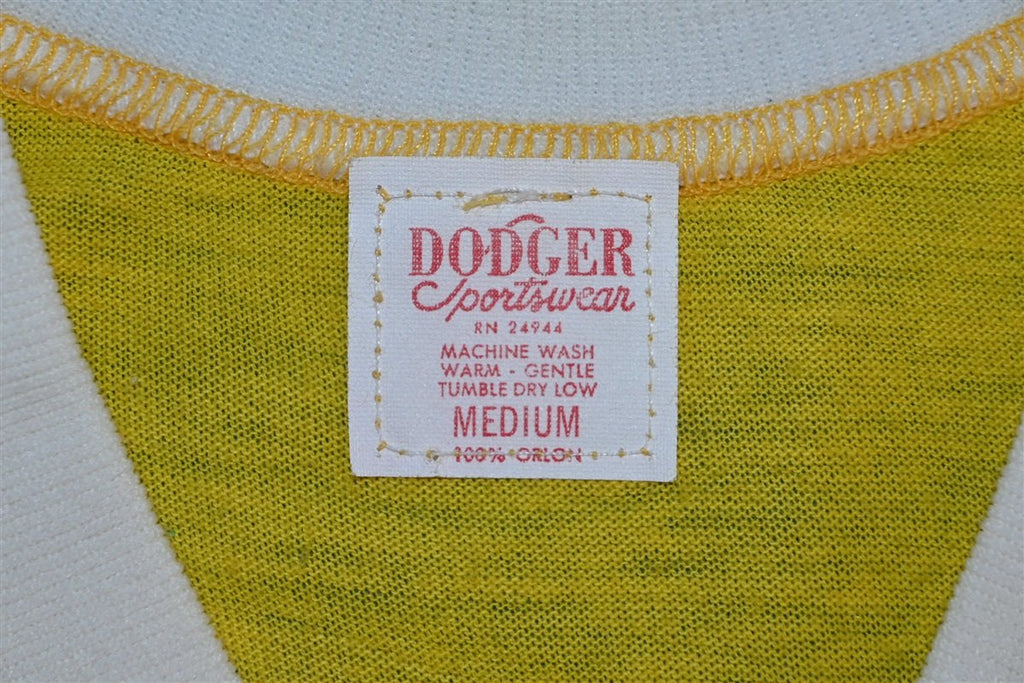 DODGER
Sportswear
RN 24944
MACHINE WASH
WARM - GENTLE
TUMBLE DRY LOW
MEDIUM
100% ORLON